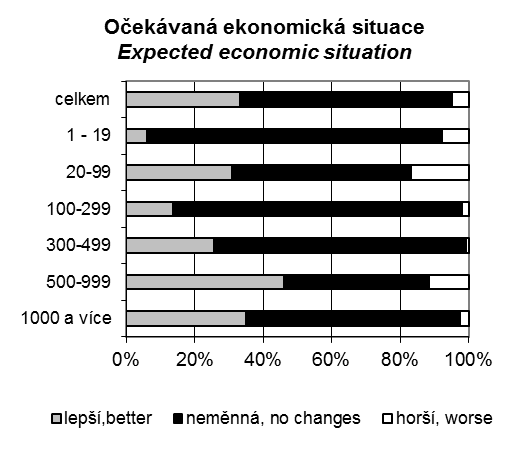 Očekávaná ekonomická situace
Expected economic situation
celkem
1 - 19
20-99
100-299
300-499
500-999
1000 a více
0% 20% 40% 60% 80% 100%
lepší,better neměnná, no changes horší, worse